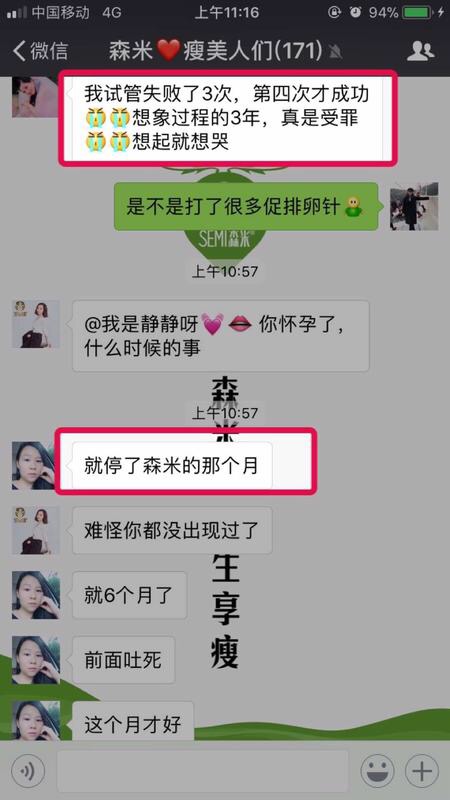 中国移动 4G 上午11:16 94%
微信 森米❤️瘦美人们(171)
我试管失败了3次，第四次才成功
😭😭想象过程的3年，真是受罪
😭😭想起就想哭
是不是打了很多促排卵针
SEMI森米
上午10:57
@我是静静呀💓👄 你怀孕了，
什么时候的事
森米
上午10:57
就停了森米的那个月
难怪你都没出现过了
生享瘦
就6个月了
前面吐死
这个月才好